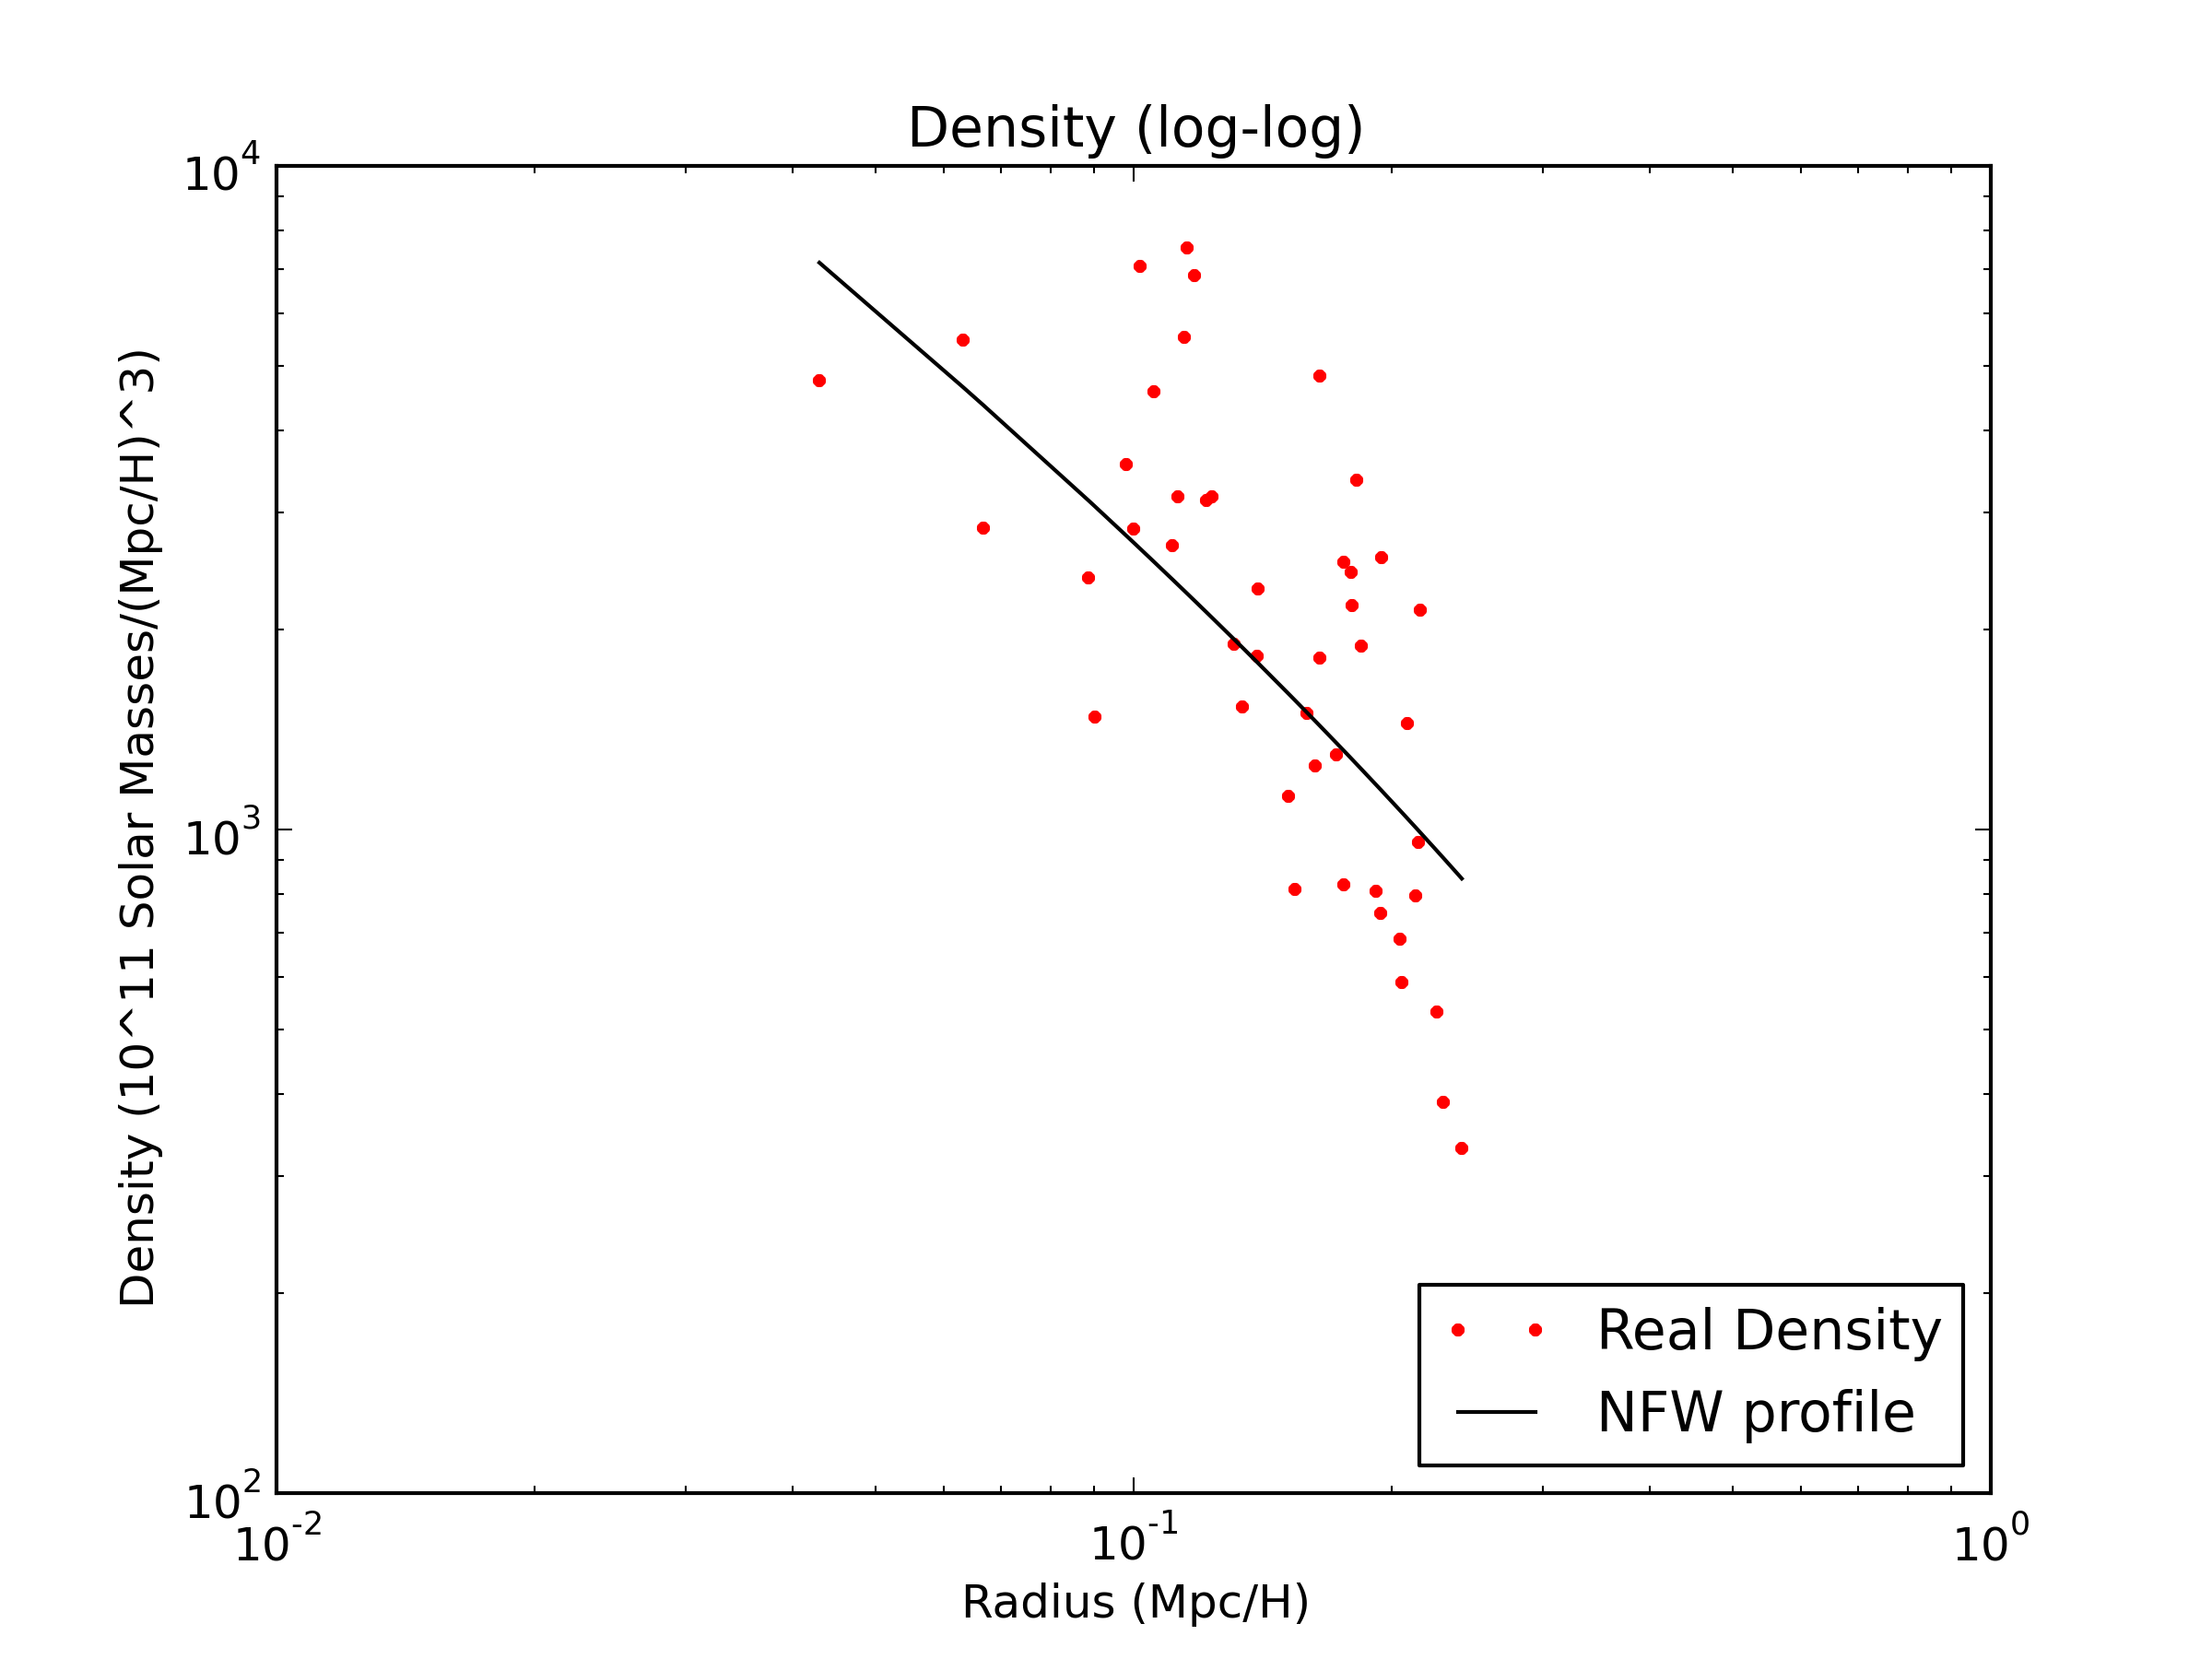 Density (log-log)
Density (10^11 Solar Masses/(Mpc/H)^3)
10^4
10^3
10^2
10^-2
10^-1
10^0
Radius (Mpc/H)
Real Density
NFW profile